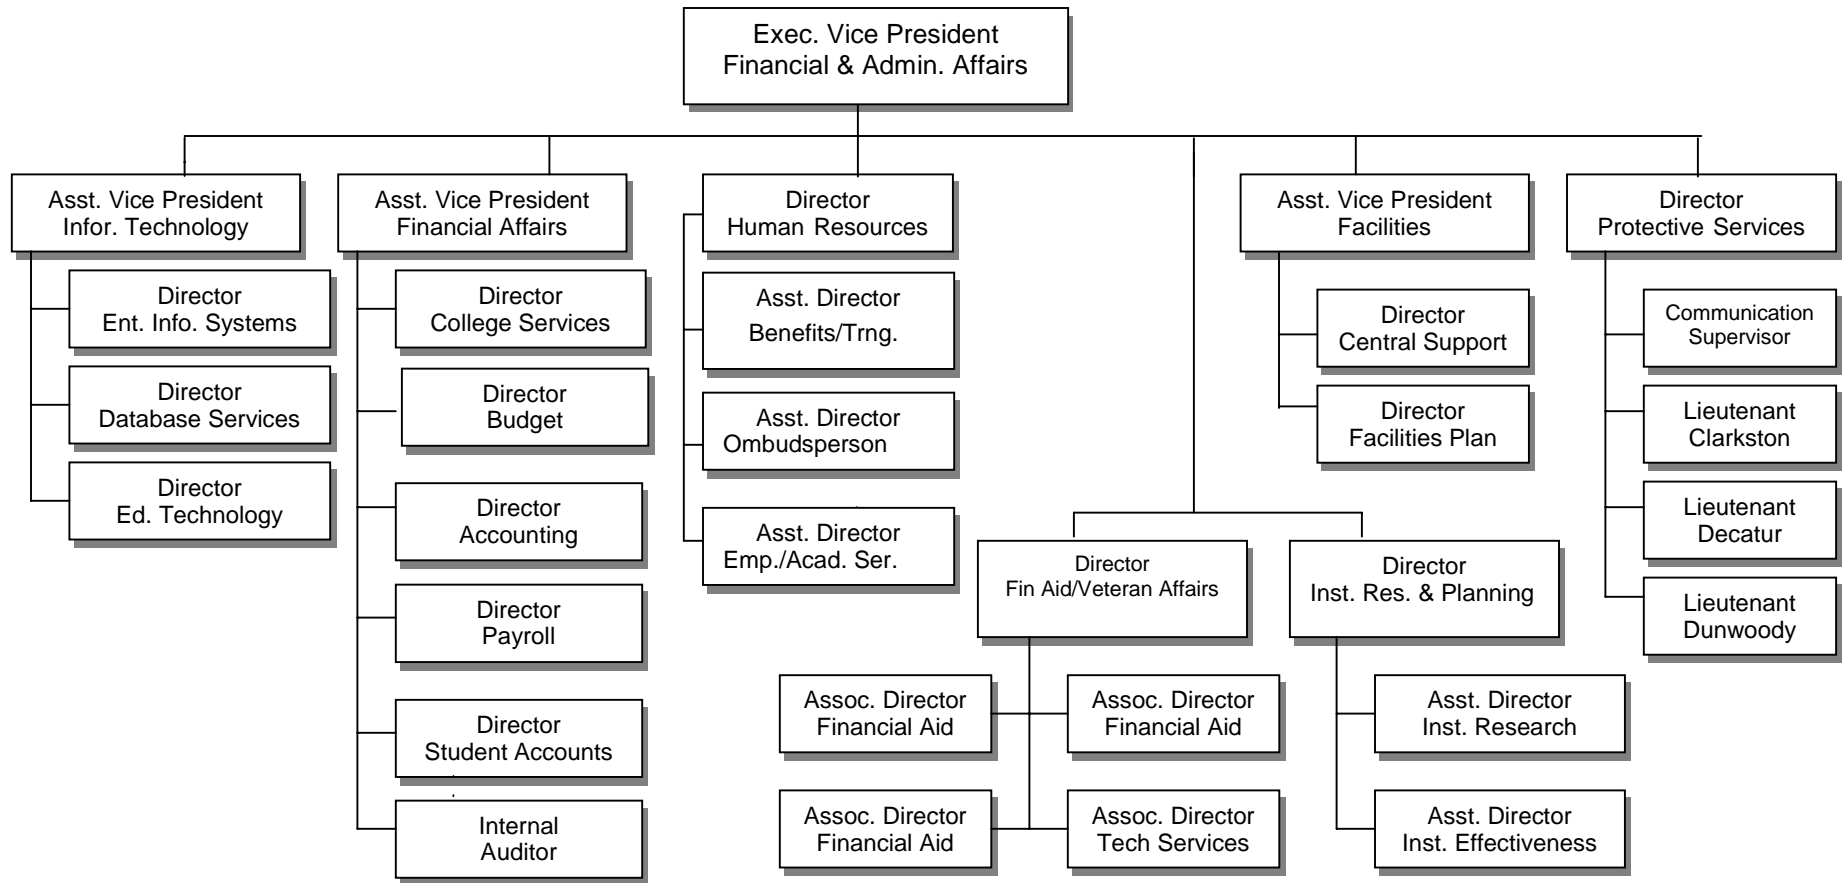 Exec. Vice President
Financial & Admin. Affairs
Asst. Vice President
Infor. Technology
Director
Ent. Info. Systems
Director
Database Services
Director
Ed. Technology
Asst. Vice President
Financial Affairs
Director
College Services
Director
Budget
Director
Accounting
Director
Payroll
Director
Student Accounts
Internal
Auditor
Director
Human Resources
Asst. Director
Benefits/Trng.
Asst. Director
Ombudsperson
Asst. Director
Emp./Acad. Ser.
Director
Fin Aid/Veteran Affairs
Assoc. Director
Financial Aid
Assoc. Director
Financial Aid
Assoc. Director
Financial Aid
Assoc. Director
Tech Services
Director
Inst. Res. & Planning
Asst. Director
Inst. Research
Asst. Director
Inst. Effectiveness
Asst. Vice President
Facilities
Director
Central Support
Director
Facilities Plan
Director
Protective Services
Communication
Supervisor
Lieutenant
Clarkston
Lieutenant
Decatur
Lieutenant
Dunwoody